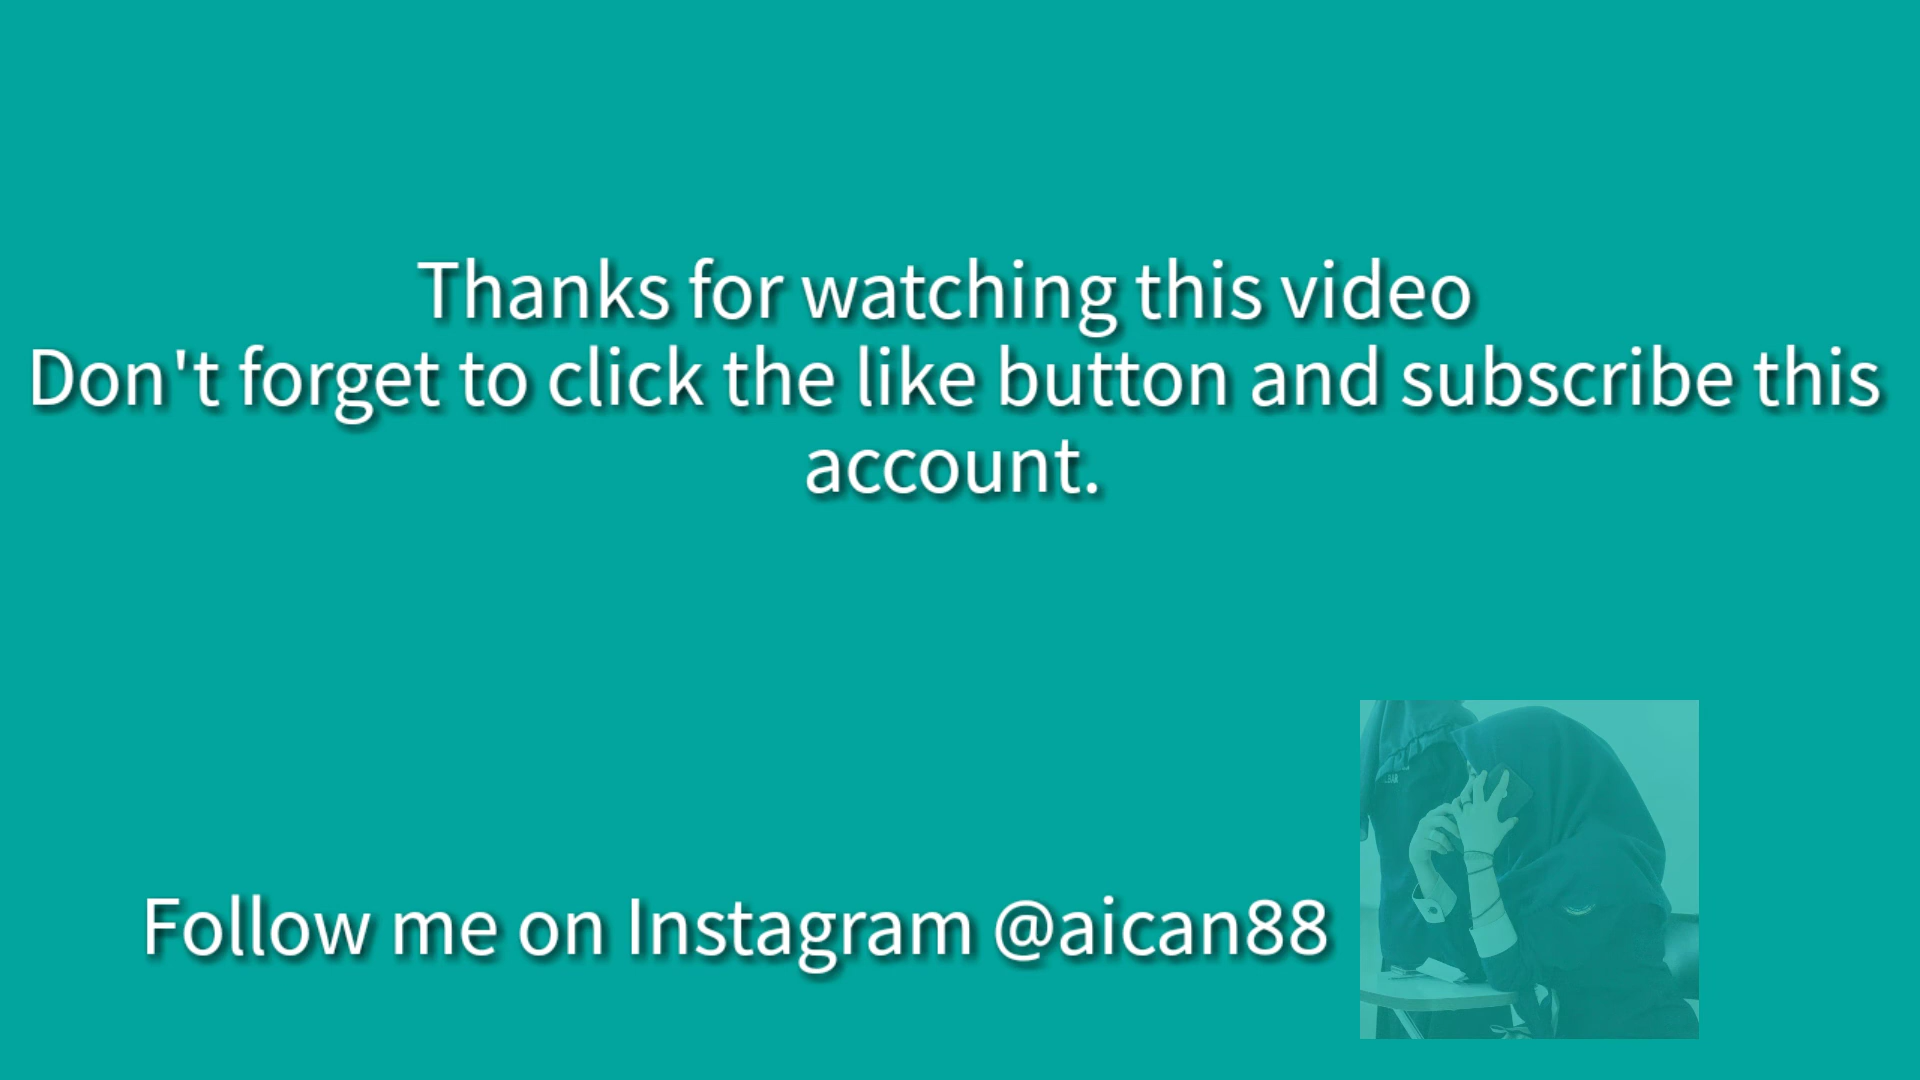 Thanks for watching this video
Don't forget to click the like button and subscribe this
account.
Follow me on Instagram @aican88